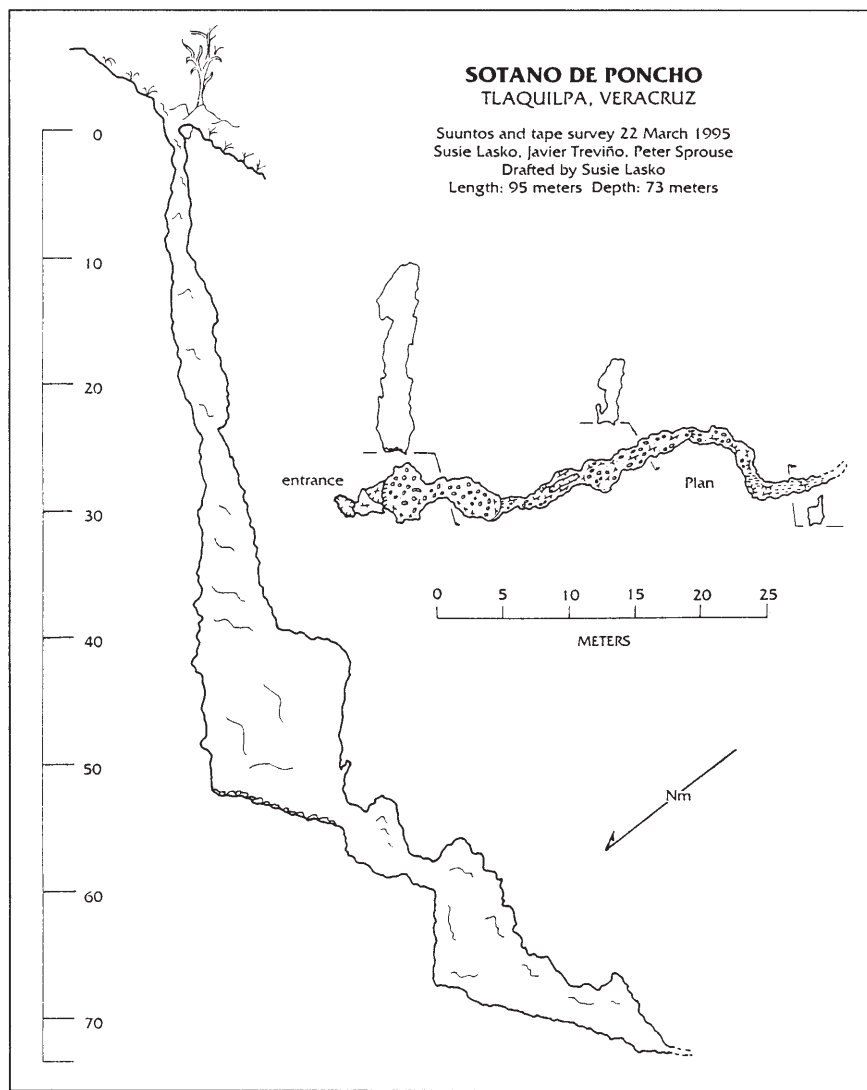 SOTANO DE PONCHO
TLAQUILPA, VERACRUZ
Suuntos and tape survey 22 March 1995
Susie Lasko, Javier Treviño, Peter Sprouse
Drafted by Susie Lasko
Length: 95 meters Depth: 73 meters
0
10
20
30
40
50
60
70
entrance
Plan
0 5 10 15 20 25
METERS
Nm